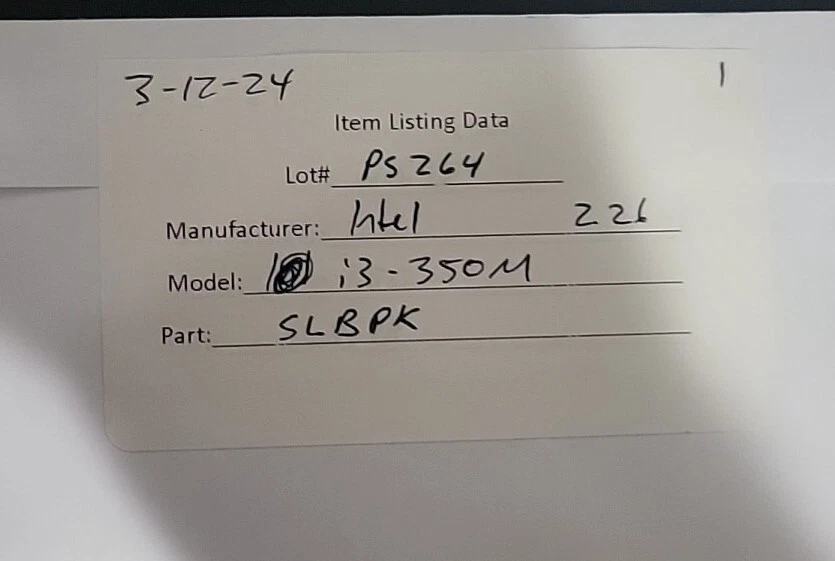 3-12-24 1
Item Listing Data
Lot# PS264
Manufacturer: Intel 226
Model: i3-350M
Part: SLBPK